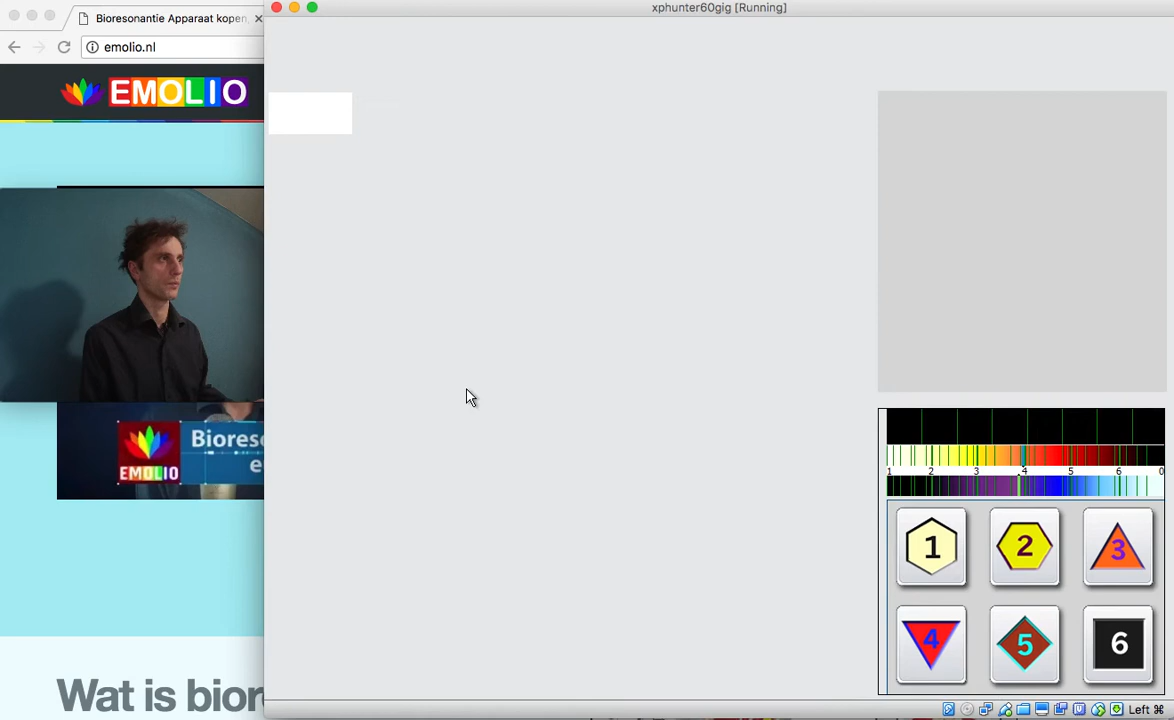 xphunter60gig [Running]
Bioresonantie Apparaat kopen,
emolio.nl
EMOLIO
EMOLIO
Biores
e
Wat is bior
1 2 3 4 5 6 0
1 2 3
4 5 6
Left ⌘